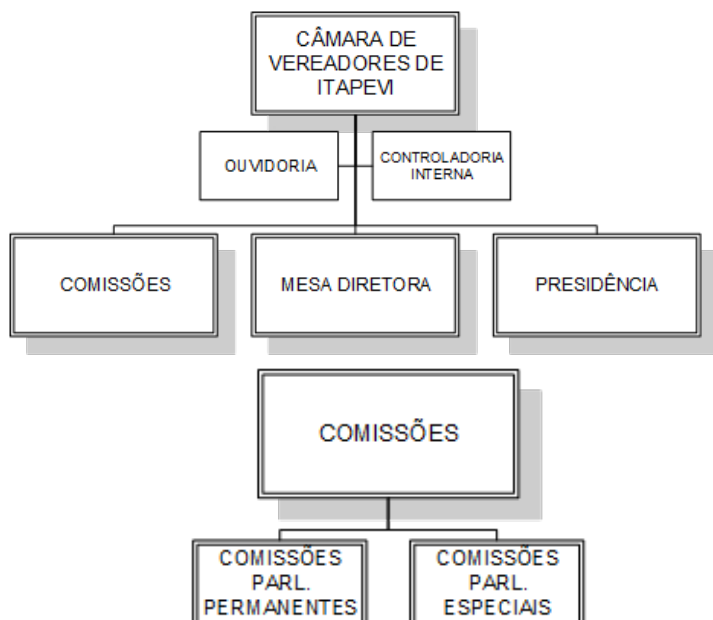 CÂMARA DE
VEREADORES DE
ITAPEVI
OUVIDORIA
CONTROLADORIA
INTERNA
COMISSÕES
MESA DIRETORA
PRESIDÊNCIA
COMISSÕES
COMISSÕES
PARL.
PERMANENTES
COMISSÕES
PARL.
ESPECIAIS